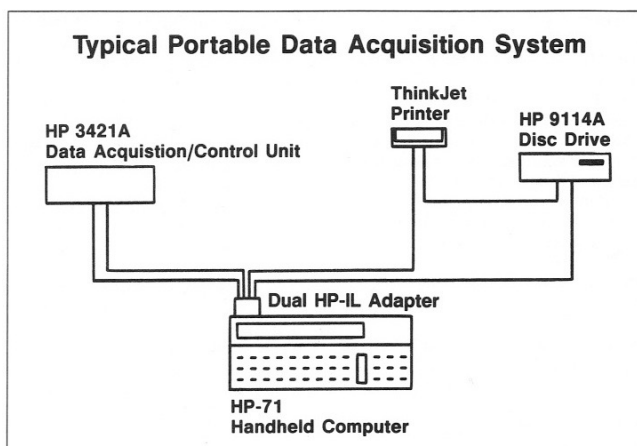 Typical Portable Data Acquisition System
ThinkJet
Printer
HP 3421A
Data Acquistion/Control Unit
HP 9114A
Disc Drive
Dual HP-IL Adapter
HP-71
Handheld Computer